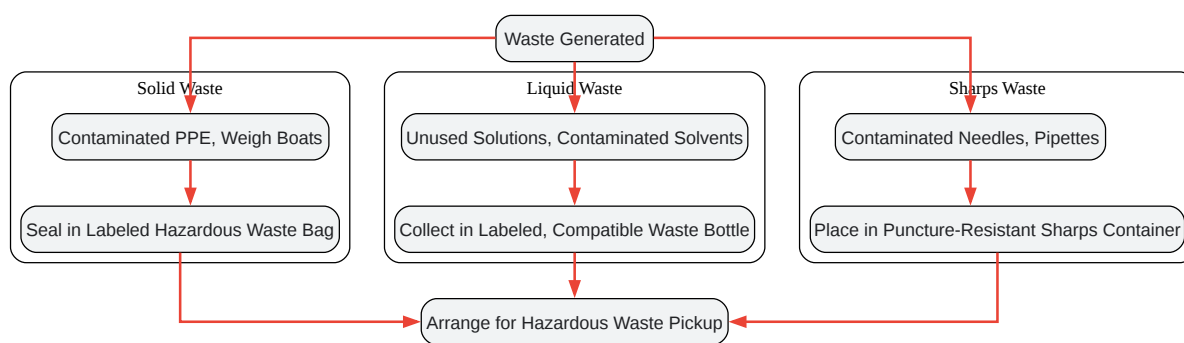 Waste Generated
Solid Waste
Liquid Waste
Sharps Waste
Contaminated PPE, Weigh Boats
Unused Solutions, Contaminated Solvents
Contaminated Needles, Pipettes
Seal in Labeled Hazardous Waste Bag
Collect in Labeled, Compatible Waste Bottle
Place in Puncture-Resistant Sharps Container
Arrange for Hazardous Waste Pickup